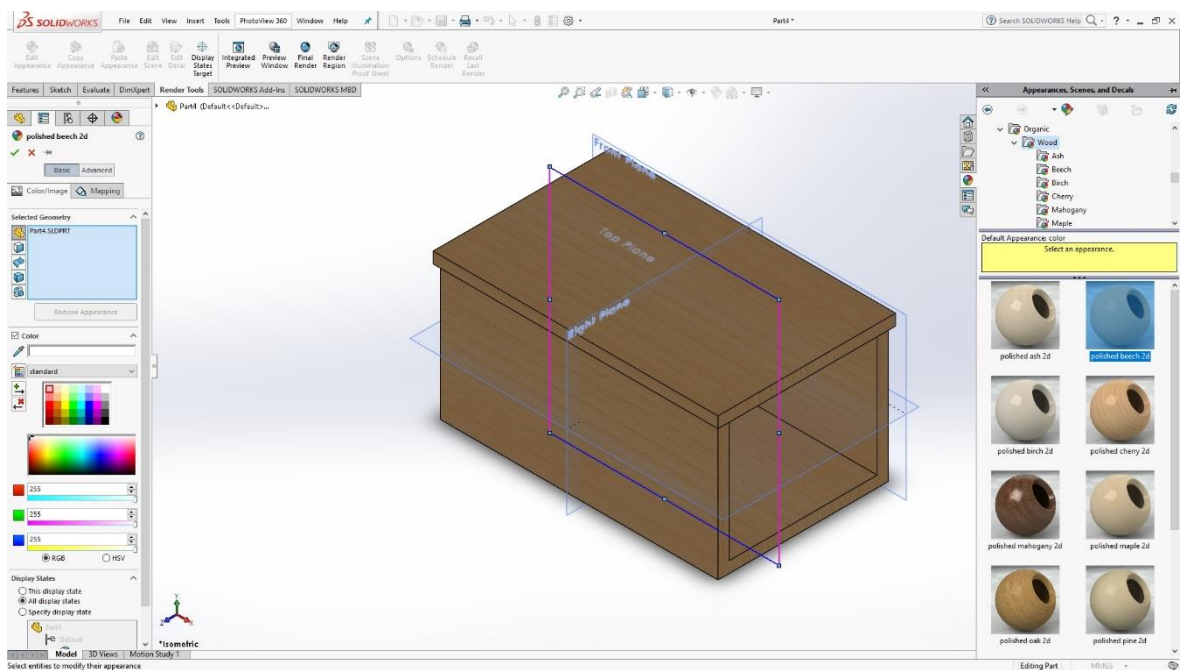 SOLIDWORKS File Edit View Insert Tools PhotoView 360 Window Help
Part4 *
Search SOLIDWORKS Help
Edit Appearance
Copy Appearance
Paste Appearance
Edit Scene
Edit Decal
Display States Target
Integrated Preview
Preview Window
Final Render
Render Region
Scene Illumination Proof Sheet
Options
Schedule Render
Recall Last Render
Features Sketch Evaluate DimXpert Render Tools SOLIDWORKS Add-Ins SOLIDWORKS MBD
Part4 (Default<<Default>...
polished beech 2d
Basic Advanced
Color/Image Mapping
Selected Geometry
Part4.SLDPRT
Remove Appearance
Color
standard
255
255
255
RGB HSV
Display States
This display state
All display states
Specify display state
Part4
Default
Front Plane
Top Plane
Right Plane
*Isometric
Appearances, Scenes, and Decals
Organic
Wood
Ash
Beech
Birch
Cherry
Mahogany
Maple
Default Appearance: color
Select an appearance.
polished ash 2d polished beech 2d
polished birch 2d polished cherry 2d
polished mahogany 2d polished maple 2d
polished oak 2d polished pine 2d
Model 3D Views Motion Study 1
Select entities to modify their appearance
Editing Part MMGS